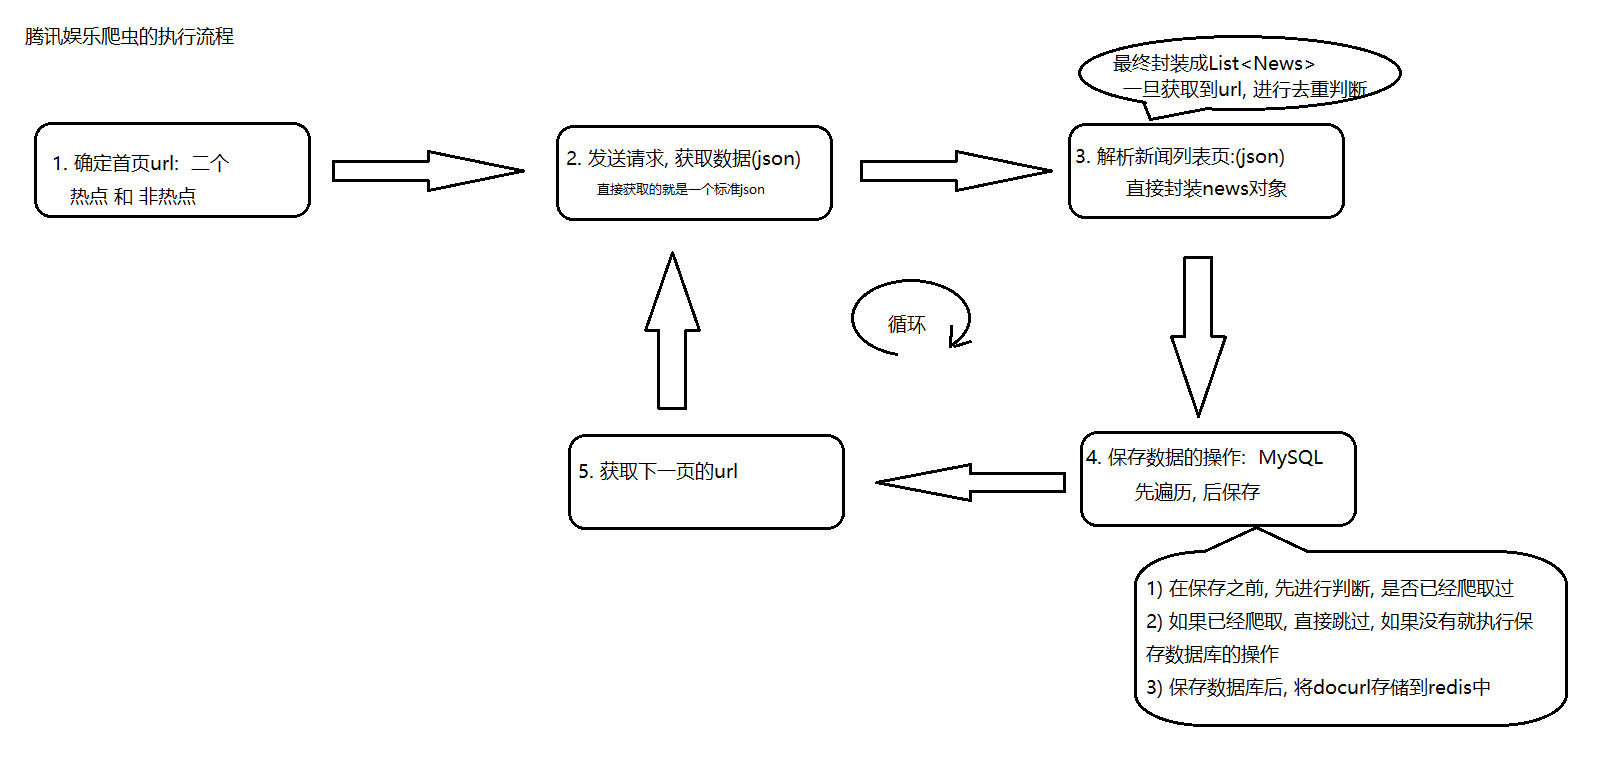 腾讯娱乐爬虫的执行流程
最终封装成List<News>
一旦获取到url, 进行去重判断
1. 确定首页url: 二个
热点 和 非热点
2. 发送请求, 获取数据(json)
直接获取的就是一个标准json
3. 解析新闻列表页:(json)
直接封装news对象
循环
4. 保存数据的操作: MySQL
先遍历, 后保存
5. 获取下一页的url
1) 在保存之前, 先进行判断, 是否已经爬取过
2) 如果已经爬取, 直接跳过, 如果没有就执行保
存数据库的操作
3) 保存数据库后, 将docurl存储到redis中